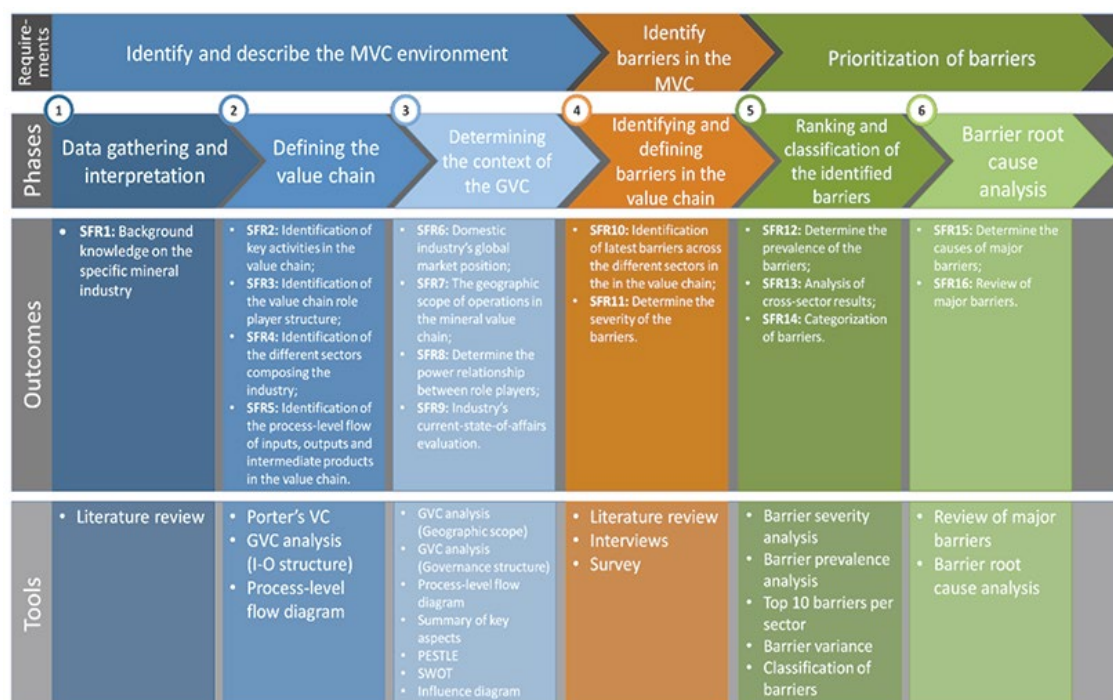 Require-
ments
Identify and describe the MVC environment
Identify
barriers in the
MVC
Prioritization of barriers
Phases
1
Data gathering and
interpretation
2
Defining the
value chain
3
Determining
the context of
the GVC
4
Identifying and
defining
barriers in the
value chain
5
Ranking and
classification of
the identified
barriers
6
Barrier root
cause
analysis
Outcomes
• SFR1: Background
knowledge on the
specific mineral
industry
• SFR2: Identification of
key activities in the
value chain;
• SFR3: Identification of
the value chain role
player structure;
• SFR4: Identification of
the different sectors
composing the
industry;
• SFR5: Identification of
the process-level flow
of inputs, outputs and
intermediate products
in the value chain.
• SFR6: Domestic
industry's global
market position;
• SFR7: The geographic
scope of operations in
the mineral value
chain;
• SFR8: Determine the
power relationship
between role players;
• SFR9: Industry's
current-state-of-affairs
evaluation.
• SFR10: Identification
of latest barriers across
the different sectors in
the in the value chain;
• SFR11: Determine the
severity of the
barriers.
• SFR12: Determine the
prevalence of the
barriers;
• SFR13: Analysis of
cross-sector results;
• SFR14: Categorization
of barriers.
• SFR15: Determine the
causes of major
barriers;
• SFR16: Review of
major barriers.
Tools
• Literature review
• Porter's VC
• GVC analysis
(I-O structure)
• Process-level
flow diagram
• GVC analysis
(Geographic scope)
• GVC analysis
(Governance structure)
• Process-level flow
diagram
• Summary of key
aspects
• PESTLE
• SWOT
• Influence diagram
• Literature review
• Interviews
• Survey
• Barrier severity
analysis
• Barrier prevalence
analysis
• Top 10 barriers per
sector
• Barrier variance
• Classification of
barriers
• Review of major
barriers
• Barrier root
cause analysis